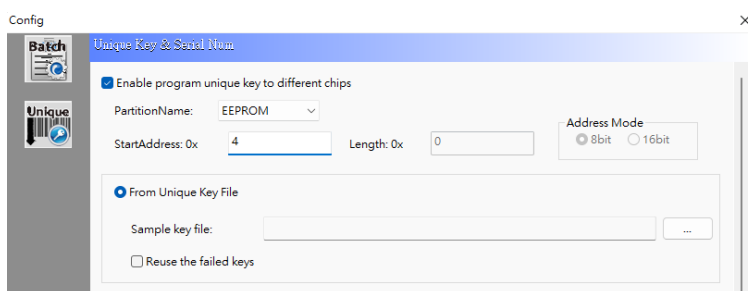 Config
Batch
Unique Key & Serial Num
Enable program unique key to different chips
Unique
PartitionName: EEPROM
Address Mode
StartAddress: 0x 4 Length: 0x 0 8bit 16bit
From Unique Key File
Sample key file: ...
Reuse the failed keys